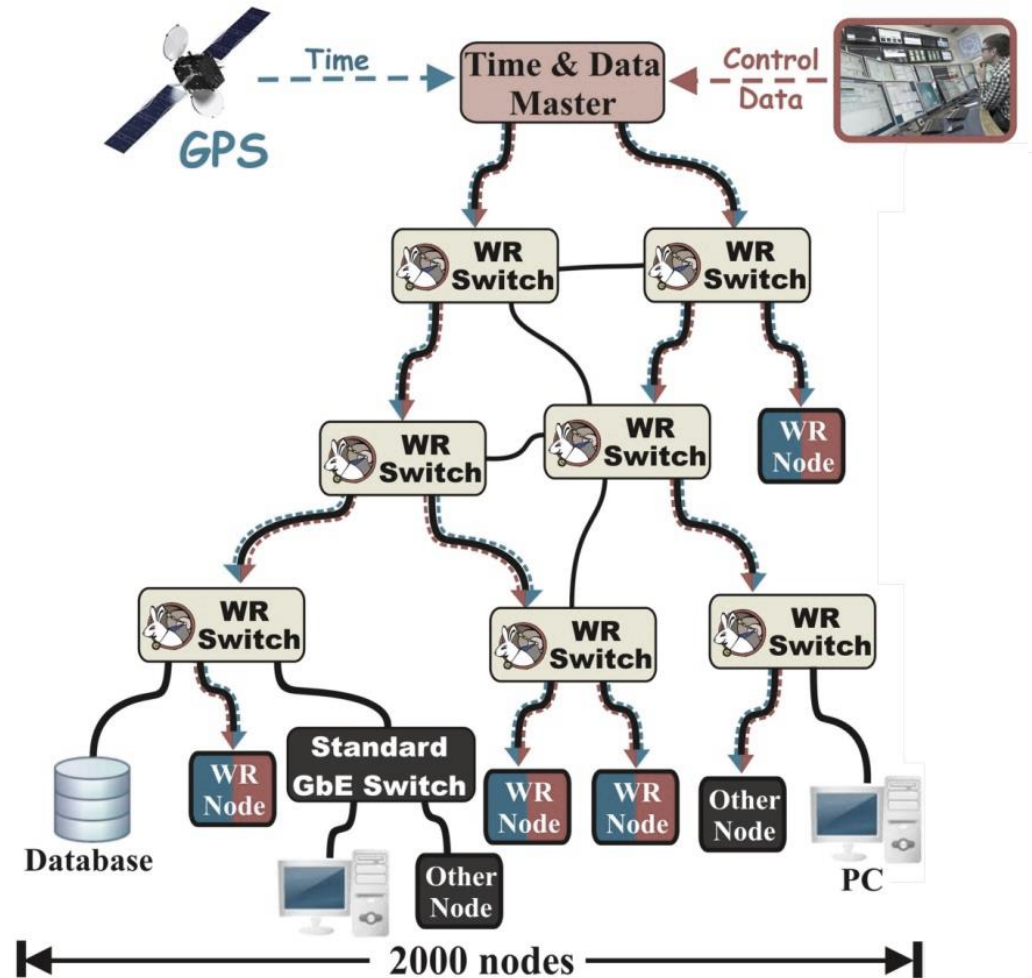 Time
Time & Data
Master
Control
Data
GPS
WR
Switch
WR
Switch
WR
Switch
WR
Switch
WR
Node
WR
Switch
WR
Switch
WR
Switch
Standard
GbE Switch
WR
Node
WR
Node
WR
Node
Other
Node
Database
Other
Node
PC
2000 nodes